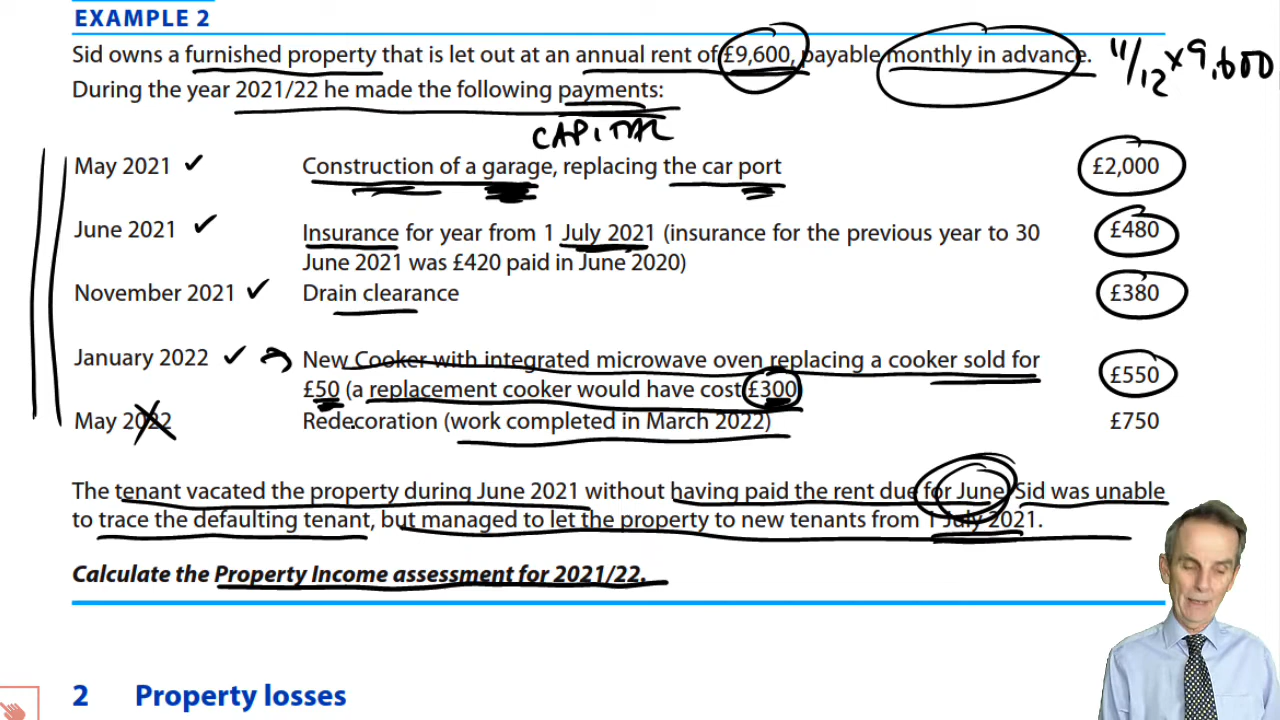 EXAMPLE 2
Sid owns a furnished property that is let out at an annual rent of £9,600, payable monthly in advance. 11/12 × 9,600
During the year 2021/22 he made the following payments:
CAPITAL
May 2021 ✓ Construction of a garage, replacing the car port £2,000
June 2021 ✓ Insurance for year from 1 July 2021 (insurance for the previous year to 30 £480
June 2021 was £420 paid in June 2020)
November 2021 ✓ Drain clearance £380
January 2022 ✓ New Cooker with integrated microwave oven replacing a cooker sold for £550
£50 (a replacement cooker would have cost £300)
May 2022 Redecoration (work completed in March 2022) £750
The tenant vacated the property during June 2021 without having paid the rent due for June. Sid was unable
to trace the defaulting tenant, but managed to let the property to new tenants from 1 July 2021.
Calculate the Property Income assessment for 2021/22.
2 Property losses